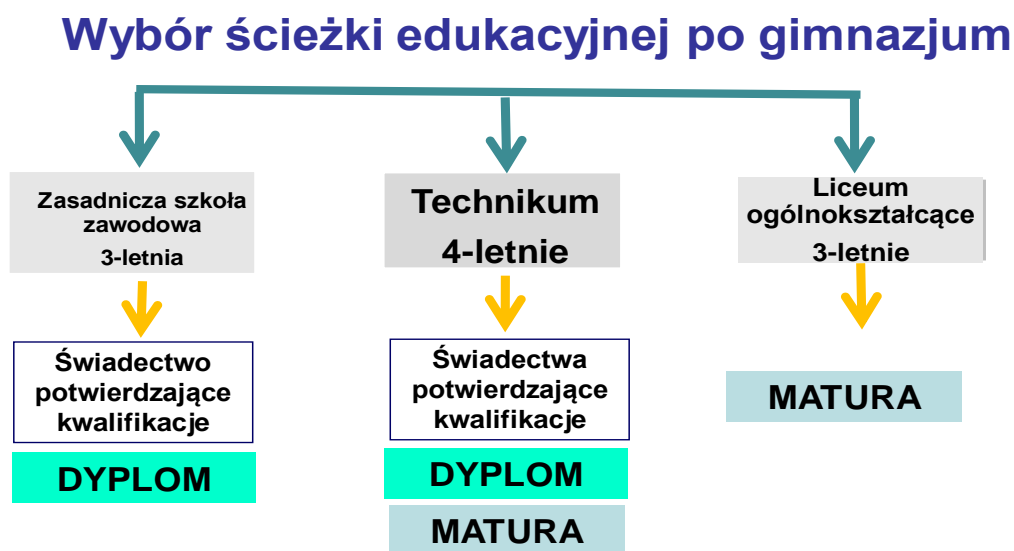 Wybór ścieżki edukacyjnej po gimnazjum
Zasadnicza szkoła
zawodowa
3-letnia
Świadectwo
potwierdzające
kwalifikacje
DYPLOM
Technikum
4-letnie
Świadectwa
potwierdzające
kwalifikacje
DYPLOM
MATURA
Liceum
ogólnokształcące
3-letnie
MATURA